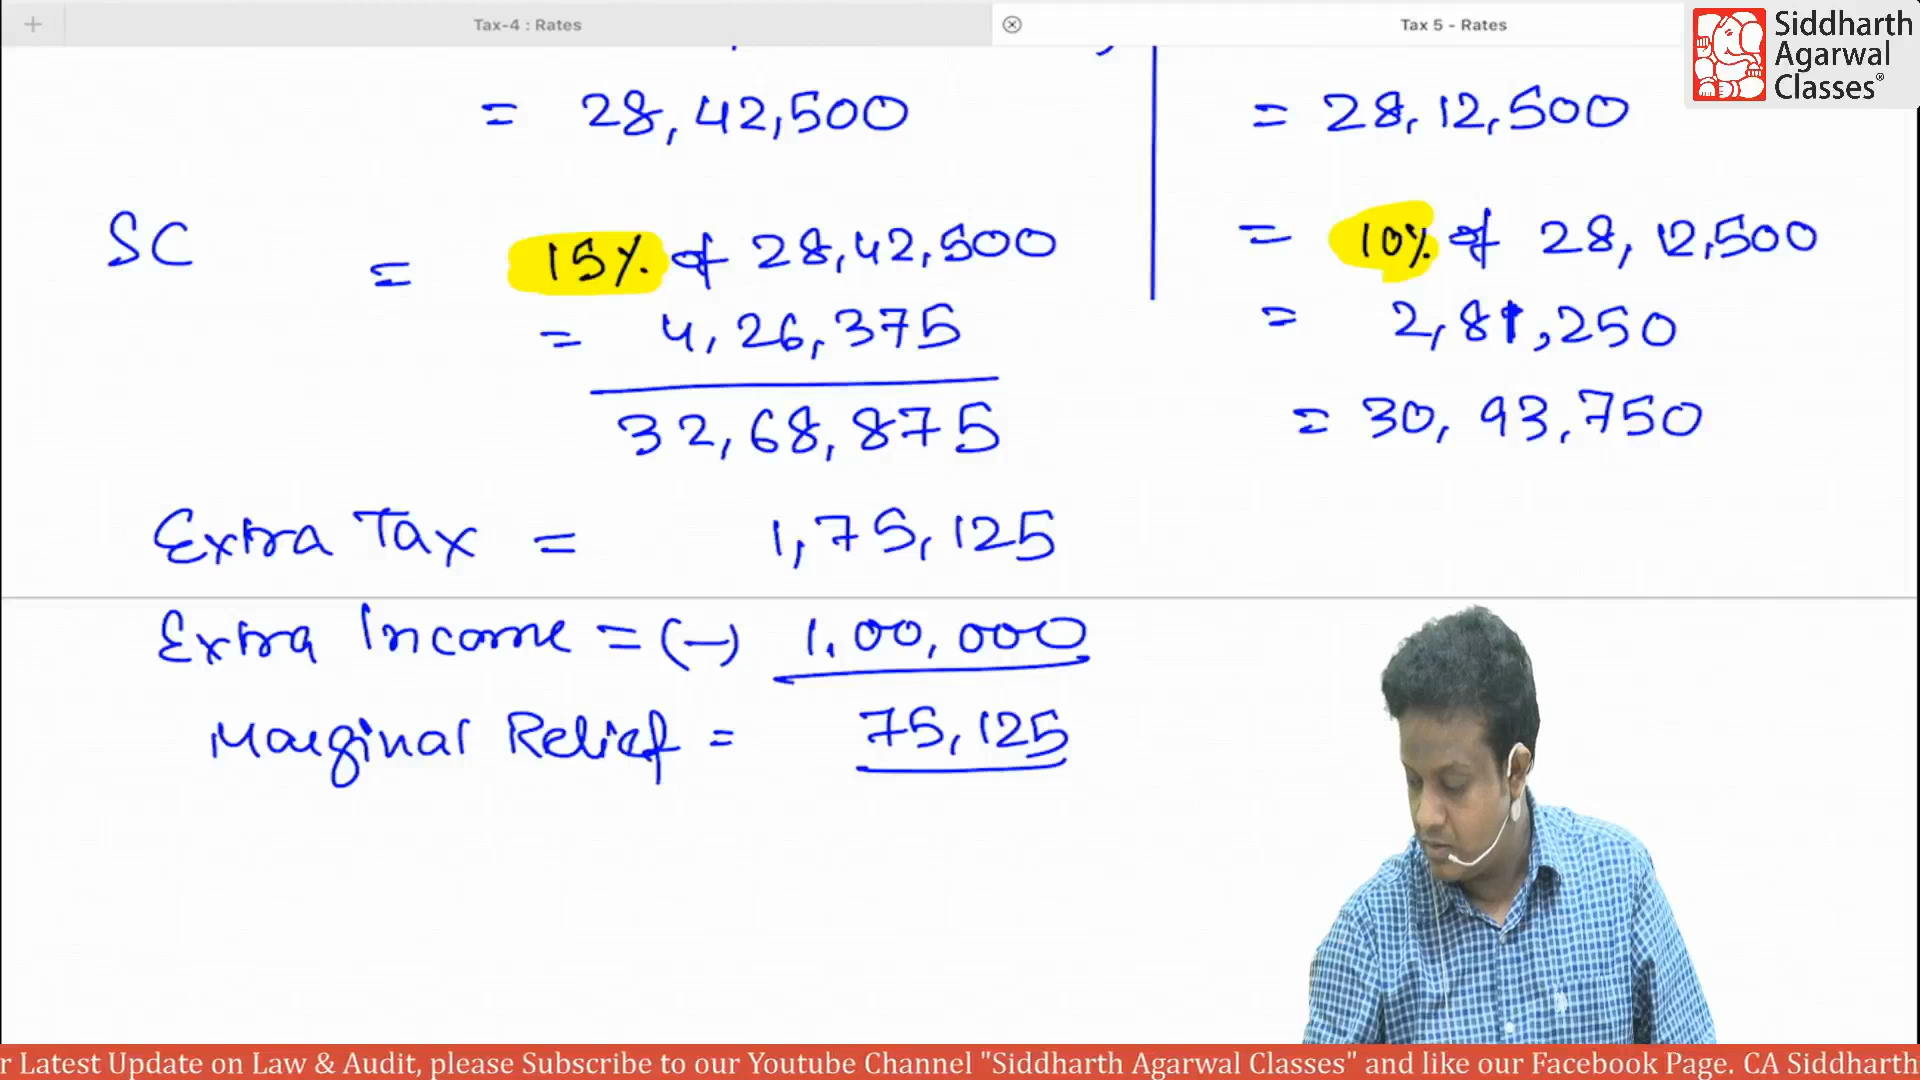 Tax-4 : Rates
Tax 5 - Rates
Siddharth
Agarwal
Classes®
= 28,42,500
= 28,12,500
SC = 15% of 28,42,500
= 10% of 28,12,500
= 4,26,375
= 2,81,250
32,68,875
= 30,93,750
Extra Tax = 1,75,125
Extra Income = (-) 1,00,000
Marginal Relief = 75,125
r Latest Update on Law & Audit, please Subscribe to our Youtube Channel "Siddharth Agarwal Classes" and like our Facebook Page. CA Siddharth